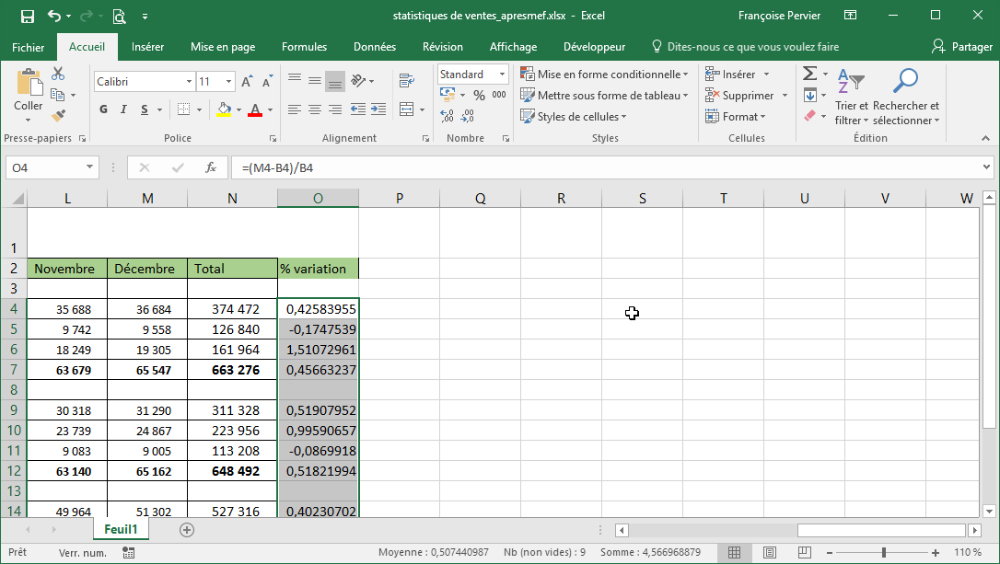 statistiques de ventes_apresmef.xlsx - Excel
Françoise Pervier
Fichier Accueil Insérer Mise en page Formules Données Révision Affichage Développeur Dites-nous ce que vous voulez faire Partager
Coller
Calibri 11
G I S
Standard
% 000
Mise en forme conditionnelle
Mettre sous forme de tableau
Styles de cellules
Insérer
Supprimer
Format
Trier et filtrer
Rechercher et sélectionner
Presse-papiers Police Alignement Nombre Styles Cellules Édition
O4 fx =(M4-B4)/B4
L M N O P Q R S T U V W
1
2 Novembre Décembre Total % variation
3
4 35 688 36 684 374 472 0,42583955
5 9 742 9 558 126 840 -0,1747539
6 18 249 19 305 161 964 1,51072961
7 63 679 65 547 663 276 0,45663237
8
9 30 318 31 290 311 328 0,51907952
10 23 739 24 867 223 956 0,99590657
11 9 083 9 005 113 208 -0,0869918
12 63 140 65 162 648 492 0,51821994
13
14 49 964 51 302 527 316 0,40230702
Feuil1
Prêt Verr. num. Moyenne : 0,507440987 Nb (non vides) : 9 Somme : 4,566968879 110 %